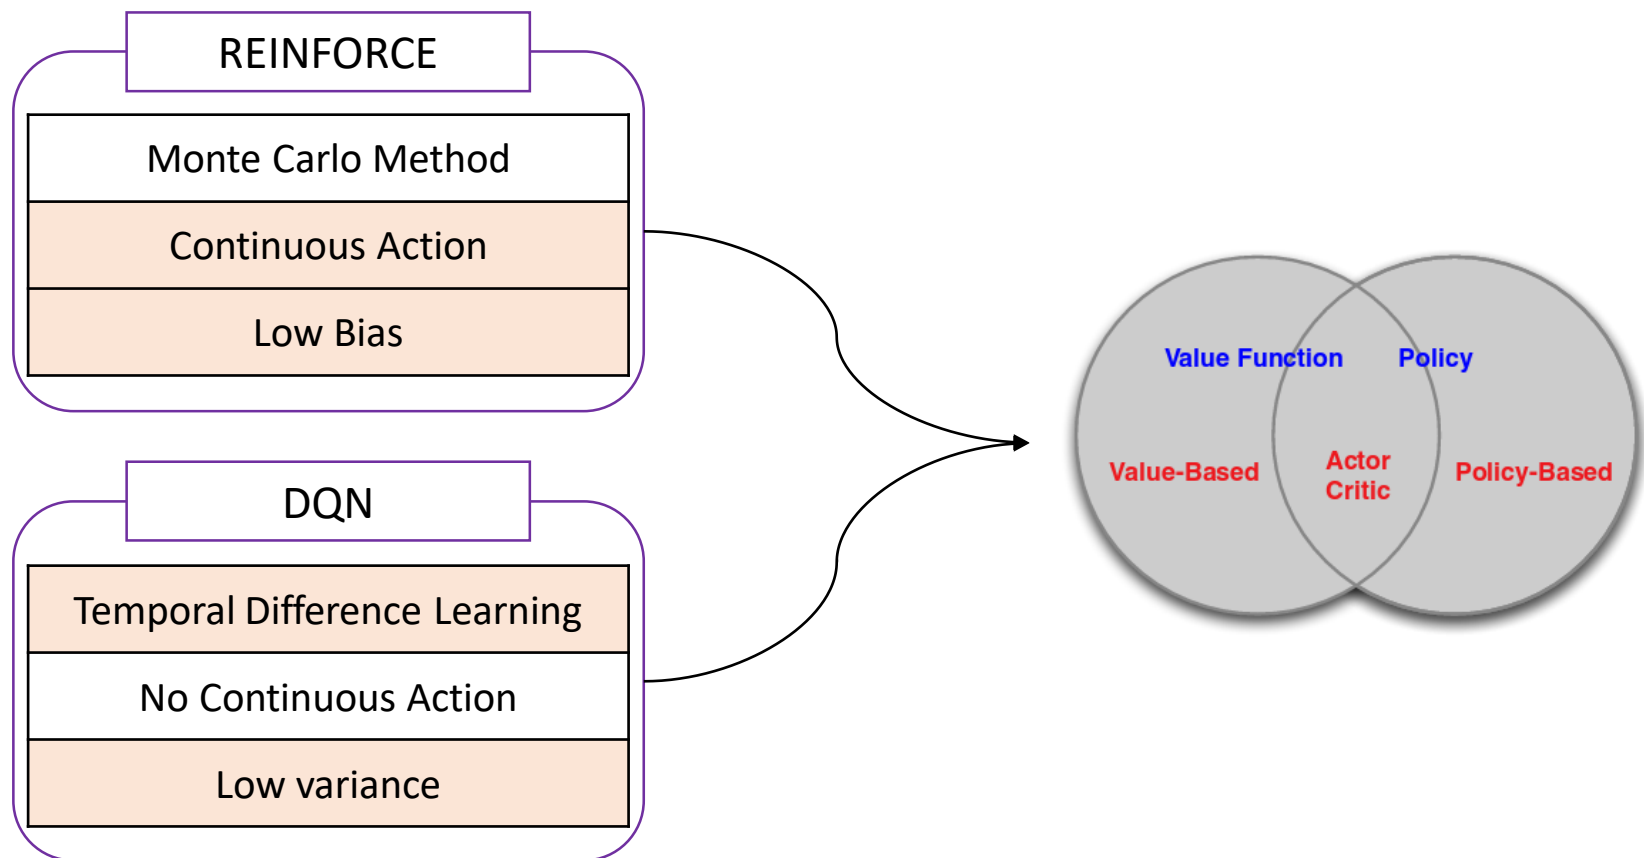 REINFORCE
Monte Carlo Method
Continuous Action
Low Bias
DQN
Temporal Difference Learning
No Continuous Action
Low variance
Value Function
Policy
Value-Based
Actor
Critic
Policy-Based